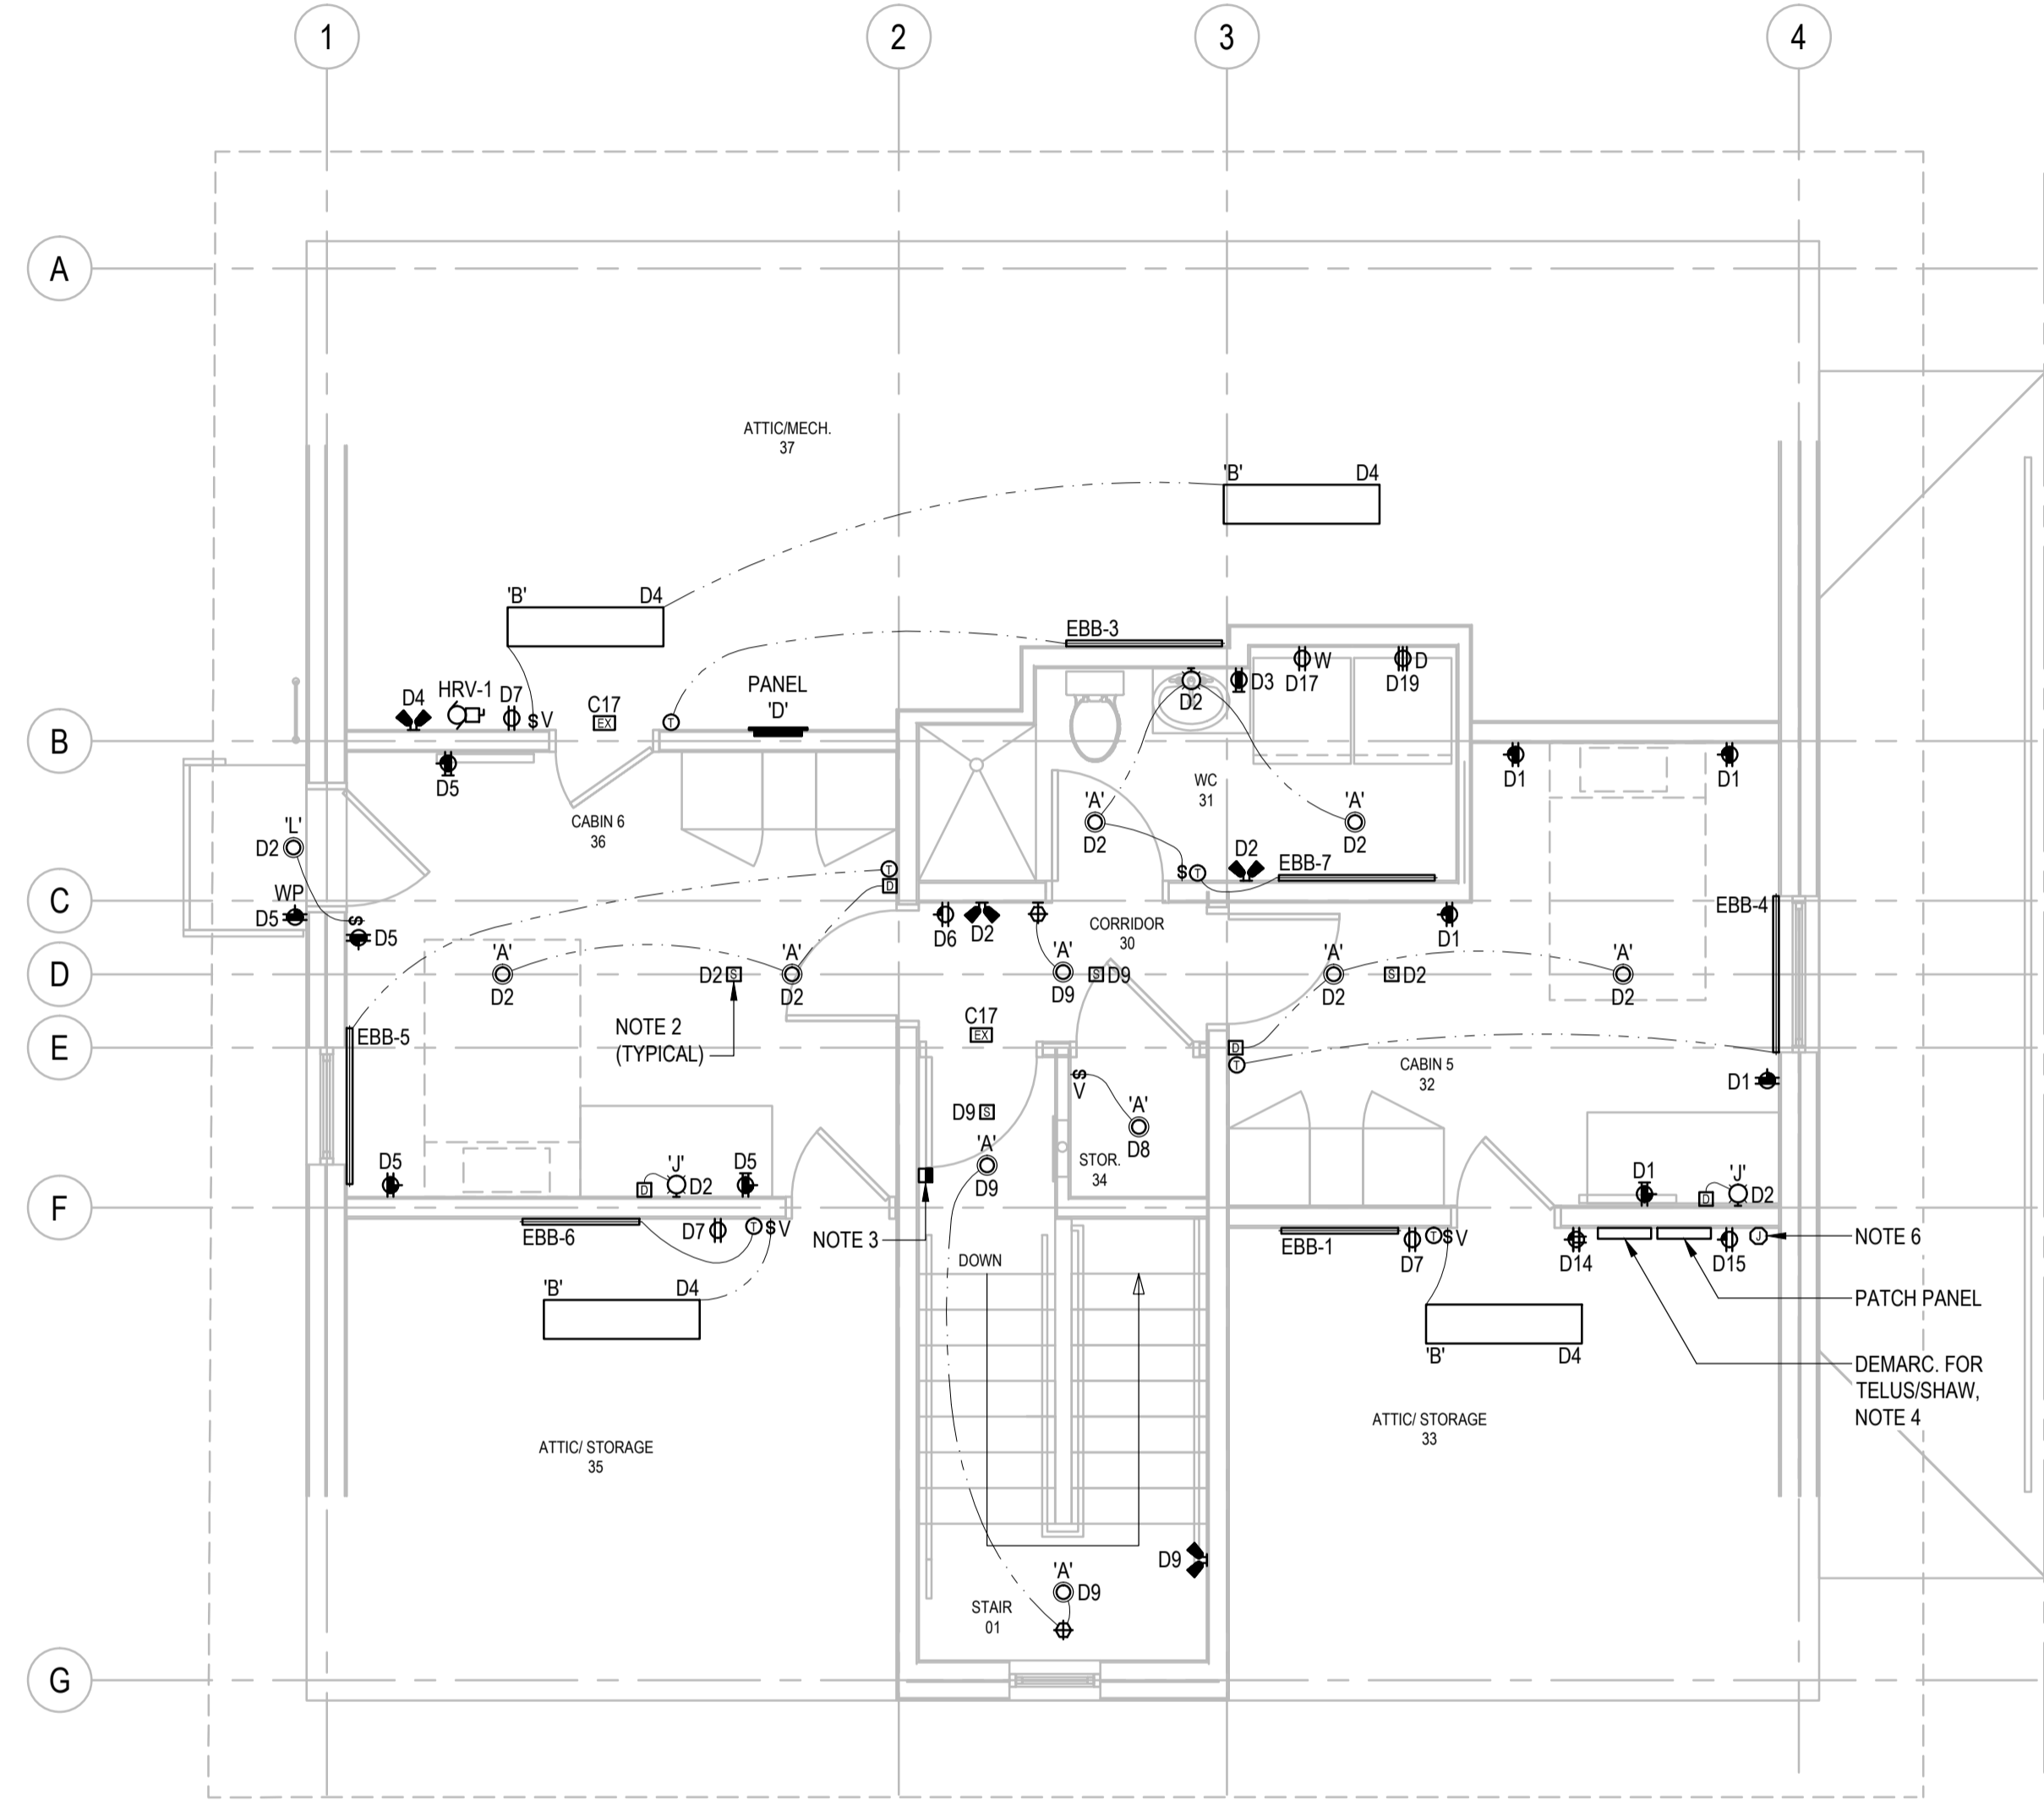 1
2
3
4
A
ATTIC/MECH.
37
'B' D4
'B' D4
EBB-3
W
D
D17
D19
D3
D2
HRV-1
D4
D7
$ V
C17
EX
T
PANEL
'D'
B
D5
D1
D1
WC
31
'A'
D2
'A'
D2
CABIN 6
36
'L'
D2
T
D
$
T
D2
EBB-7
C
WP
D5
$
D5
D6
D2
CORRIDOR
30
D1
EBB-4
D
'A'
D2
D2 S
'A'
D2
'A'
D9
S D9
'A'
D2
S D2
'A'
D2
NOTE 2
(TYPICAL)
C17
EX
E
EBB-5
D
T
CABIN 5
32
D1
$
V
D9 S
'A'
D9
'A'
D8
STOR.
34
D5
'J'
D
D2
D5
D1
'J'
D
D2
F
EBB-6
D7
T
$ V
NOTE 3
EBB-1
D7
T
$ V
D14
D15
J
NOTE 6
DOWN
'B' D4
'B' D4
PATCH PANEL
DEMARC. FOR
TELUS/SHAW,
NOTE 4
ATTIC/ STORAGE
35
ATTIC/ STORAGE
33
D9
'A'
D9
STAIR
01
G